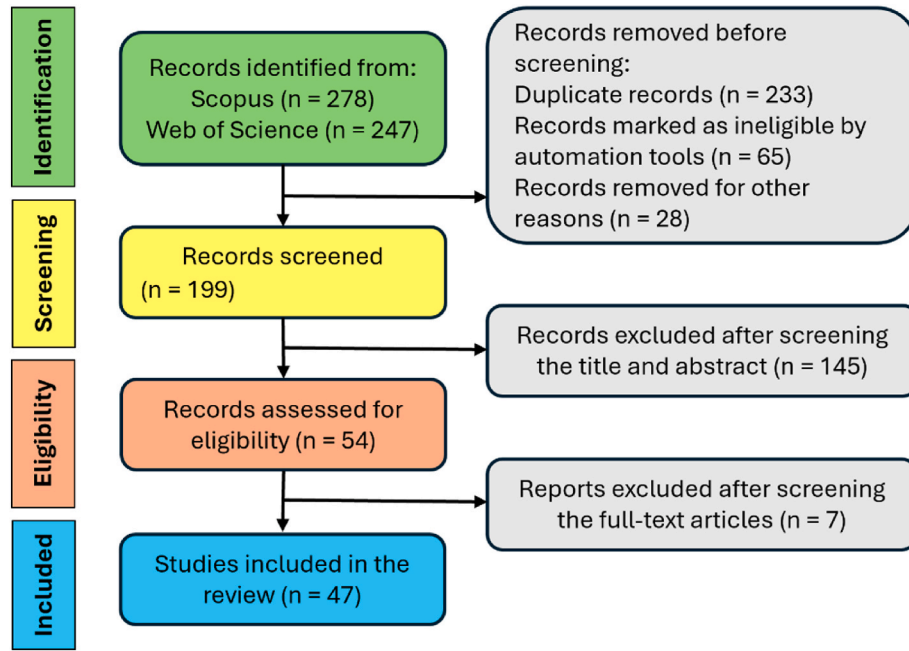 Identification
Records identified from:
Scopus (n = 278)
Web of Science (n = 247)
Records removed before
screening:
Duplicate records (n = 233)
Records marked as ineligible by
automation tools (n = 65)
Records removed for other
reasons (n = 28)
Screening
Records screened
(n = 199)
Records excluded after screening
the title and abstract (n = 145)
Eligibility
Records assessed for
eligibility (n = 54)
Reports excluded after screening
the full-text articles (n = 7)
Included
Studies included in the
review (n = 47)